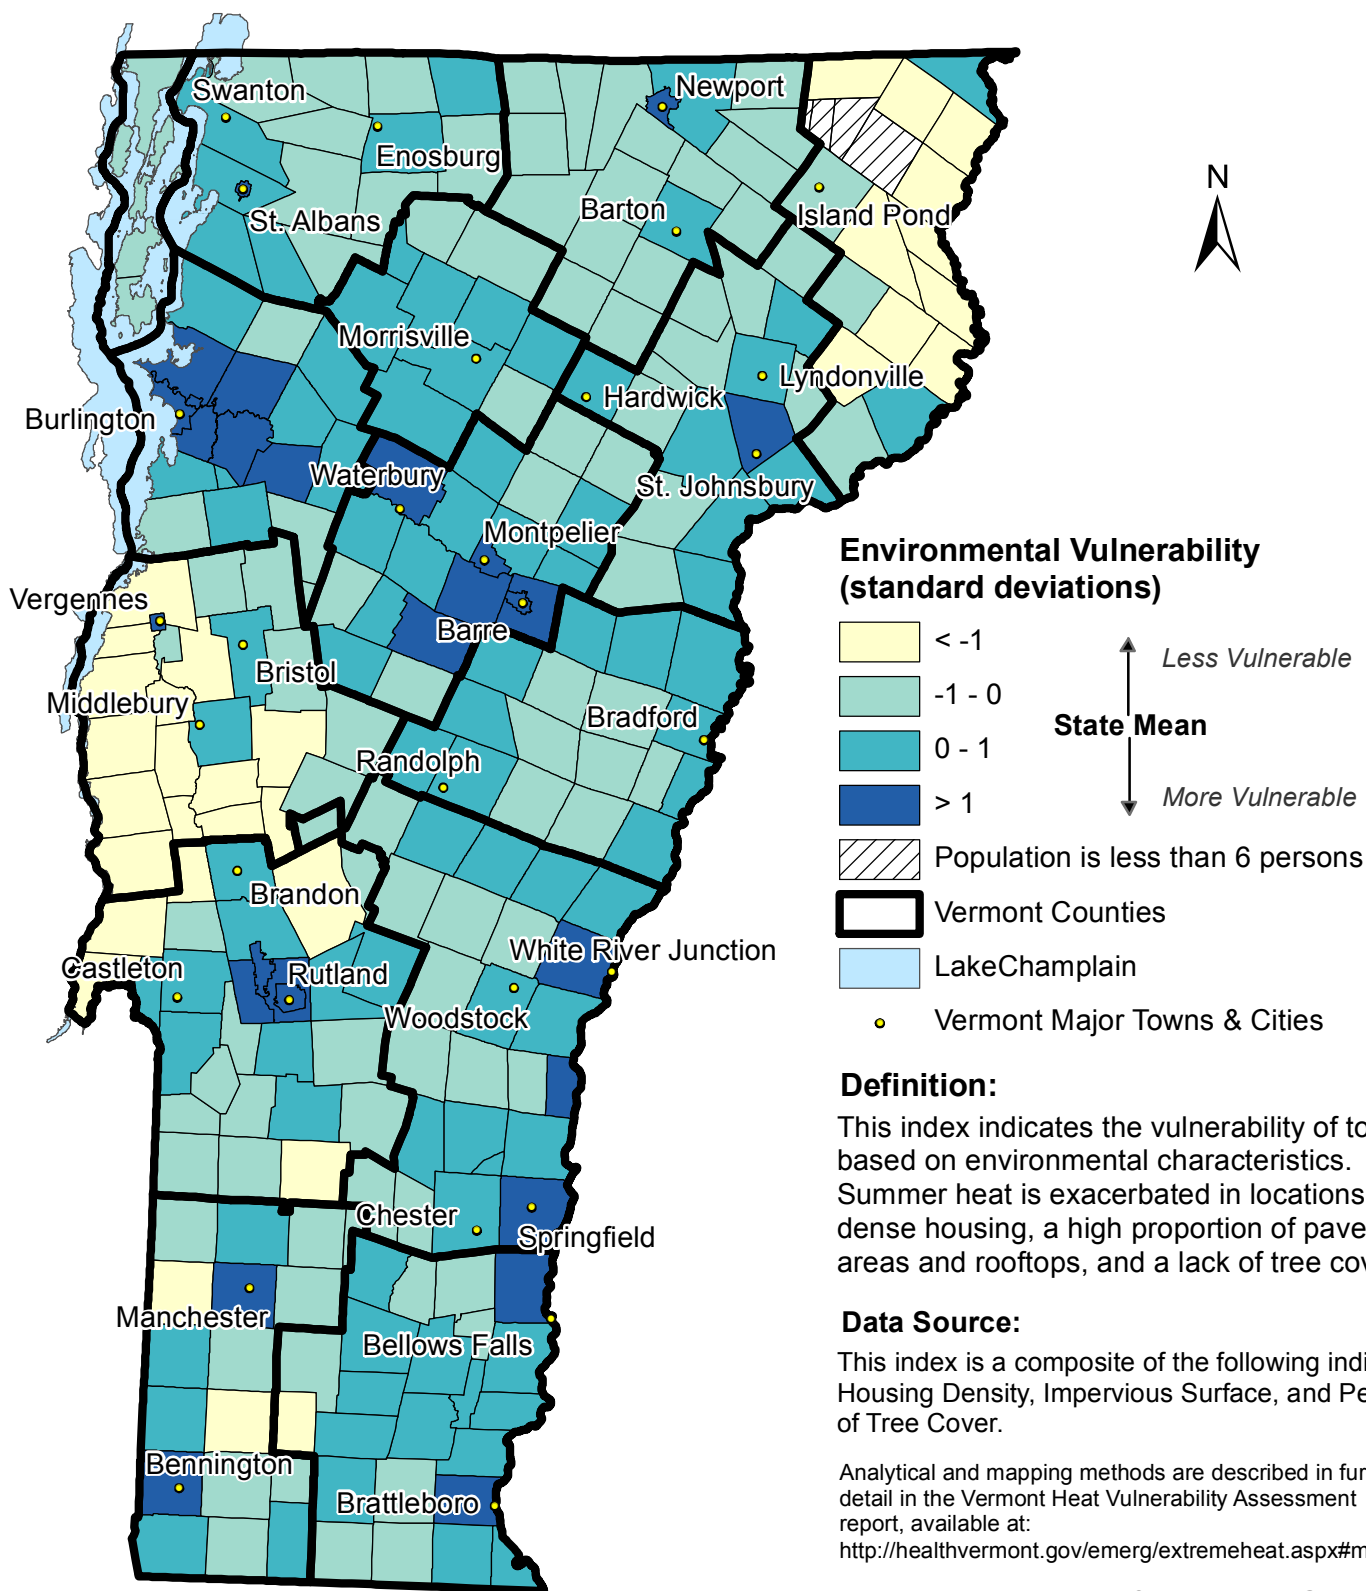 Swanton
Newport
Enosburg
N
St. Albans
Barton
Island Pond
Morrisville
Lyndonville
Hardwick
Burlington
Waterbury
St. Johnsbury
Montpelier
Environmental Vulnerability
(standard deviations)
Vergennes
Barre
< -1
Less Vulnerable
Bristol
-1 - 0
Middlebury
Bradford
State Mean
0 - 1
Randolph
> 1
More Vulnerable
Population is less than 6 persons
Brandon
Vermont Counties
White River Junction
Castleton
Rutland
LakeChamplain
Woodstock
Vermont Major Towns & Cities
Definition:
This index indicates the vulnerability of to
based on environmental characteristics.
Summer heat is exacerbated in locations
Chester
dense housing, a high proportion of pave
Springfield
areas and rooftops, and a lack of tree cov
Manchester
Data Source:
Bellows Falls
This index is a composite of the following indi
Housing Density, Impervious Surface, and Pe
of Tree Cover.
Bennington
Analytical and mapping methods are described in fur
Brattleboro
detail in the Vermont Heat Vulnerability Assessment
report, available at:
http://healthvermont.gov/emerg/extremeheat.aspx#m